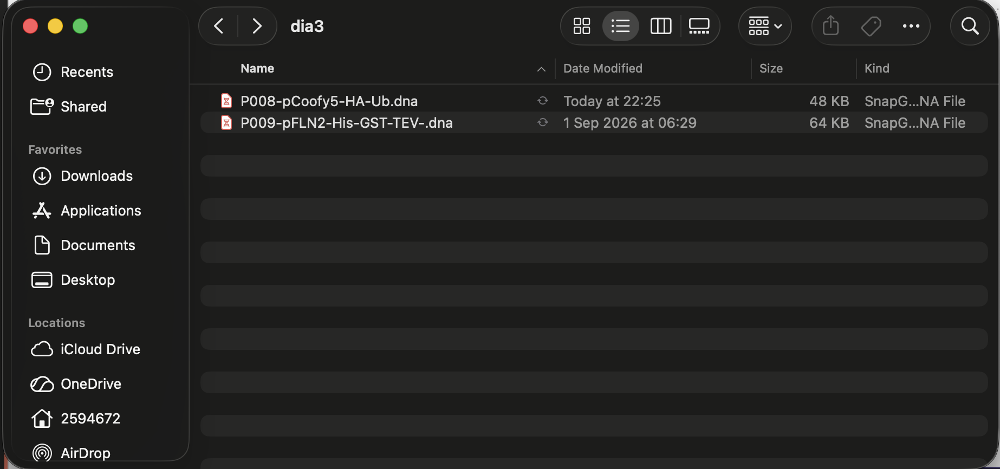 dia3
Recents
Shared
Favorites
Downloads
Applications
Documents
Desktop
Locations
iCloud Drive
OneDrive
2594672
AirDrop
Name Date Modified Size Kind
P008-pCoofy5-HA-Ub.dna Today at 22:25 48 KB SnapG...NA File
P009-pFLN2-His-GST-TEV-.dna 1 Sep 2026 at 06:29 64 KB SnapG...NA File